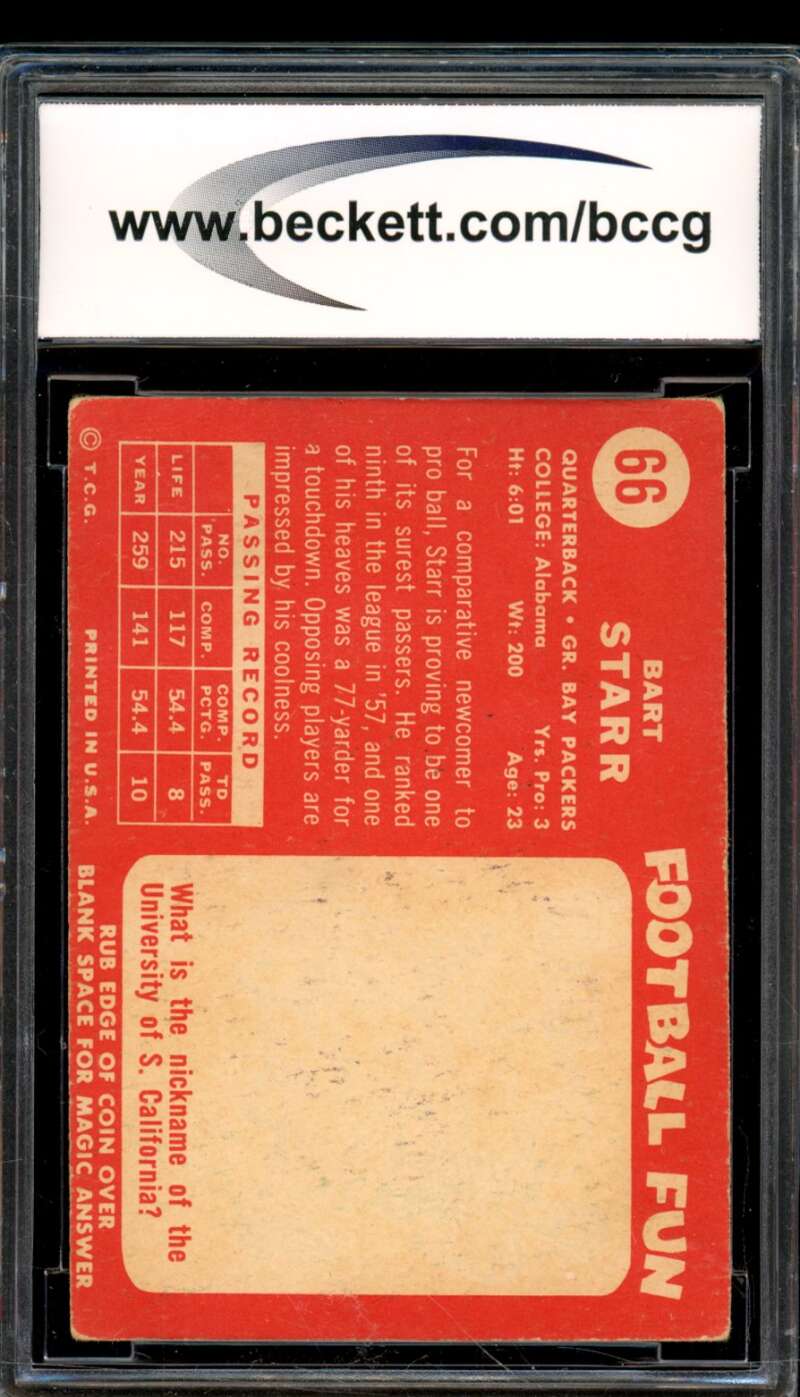 www.beckett.com/bccg
66
BART
STARR
QUARTERBACK • GR. BAY PACKERS
COLLEGE: Alabama Yrs. Pro: 3
Ht: 6:01 Wt: 200 Age: 23
For a comparative newcomer to
pro ball, Starr is proving to be one
of its surest passers. He ranked
ninth in the league in '57, and one
of his heaves was a 77-yarder for
a touchdown. Opposing players are
impressed by his coolness.
PASSING RECORD
NO. PASS. COMP. COMP. PCTG. TD PASS.
LIFE 215 117 54.4 8
YEAR 259 141 54.4 10
© T.C.G. PRINTED IN U.S.A.
FOOTBALL FUN
What is the nickname of the
University of S. California?
RUB EDGE OF COIN OVER
BLANK SPACE FOR MAGIC ANSWER